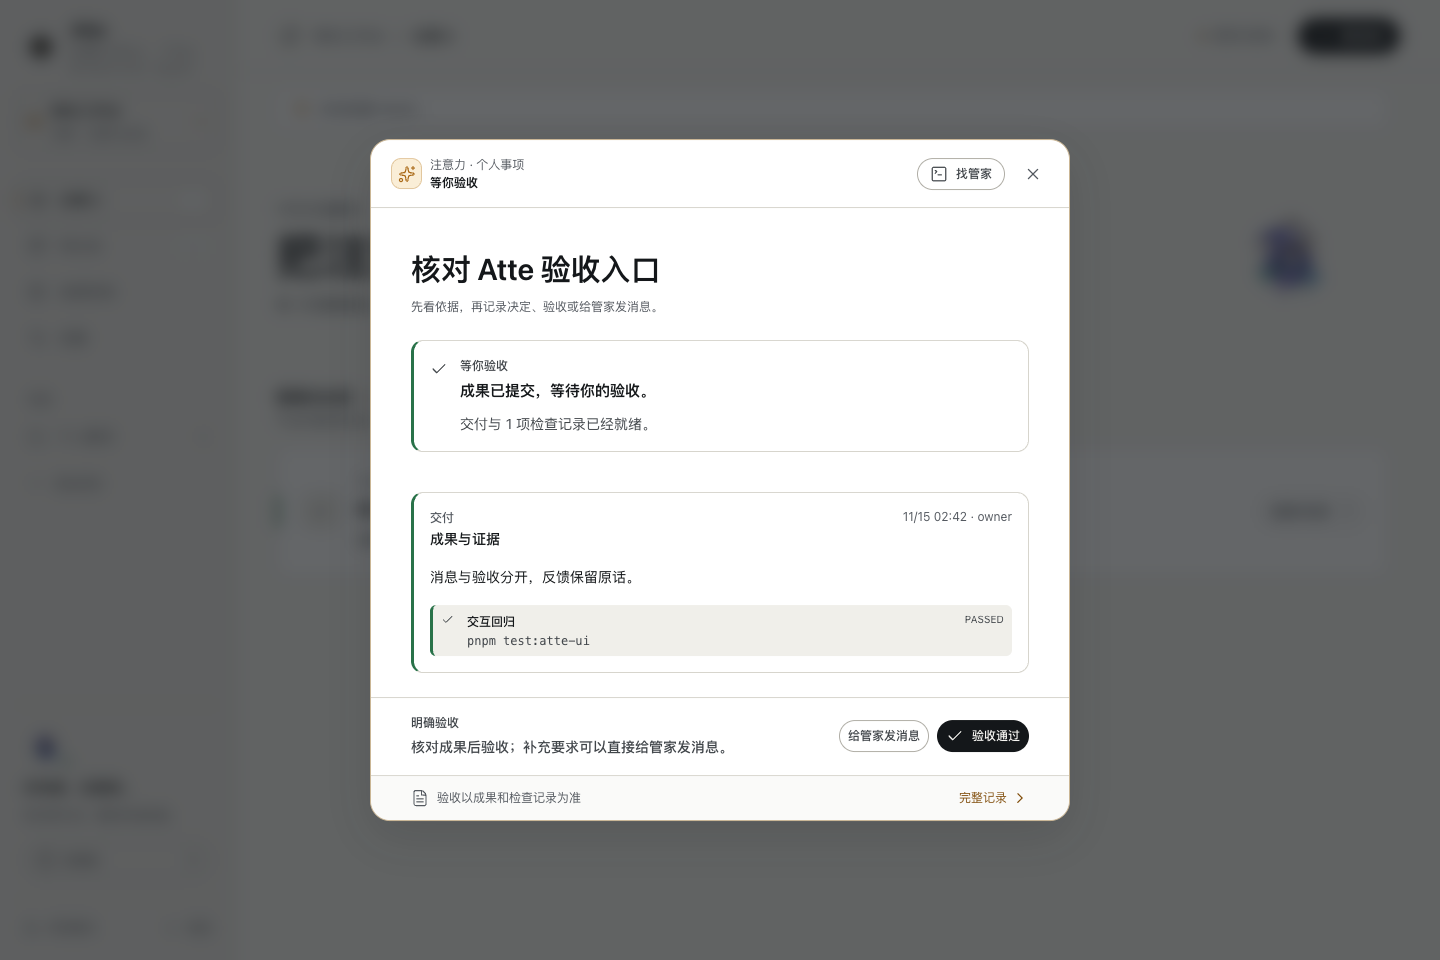 注意力 · 个人事项
等你验收
找管家
核对 Atte 验收入口
先看依据，再记录决定、验收或给管家发消息。
等你验收
成果已提交，等待你的验收。
交付与 1 项检查记录已经就绪。
交付
11/15 02:42 · owner
成果与证据
消息与验收分开，反馈保留原话。
交互回归
PASSED
pnpm test:atte-ui
明确验收
核对成果后验收；补充要求可以直接给管家发消息。
给管家发消息
验收通过
验收以成果和检查记录为准
完整记录